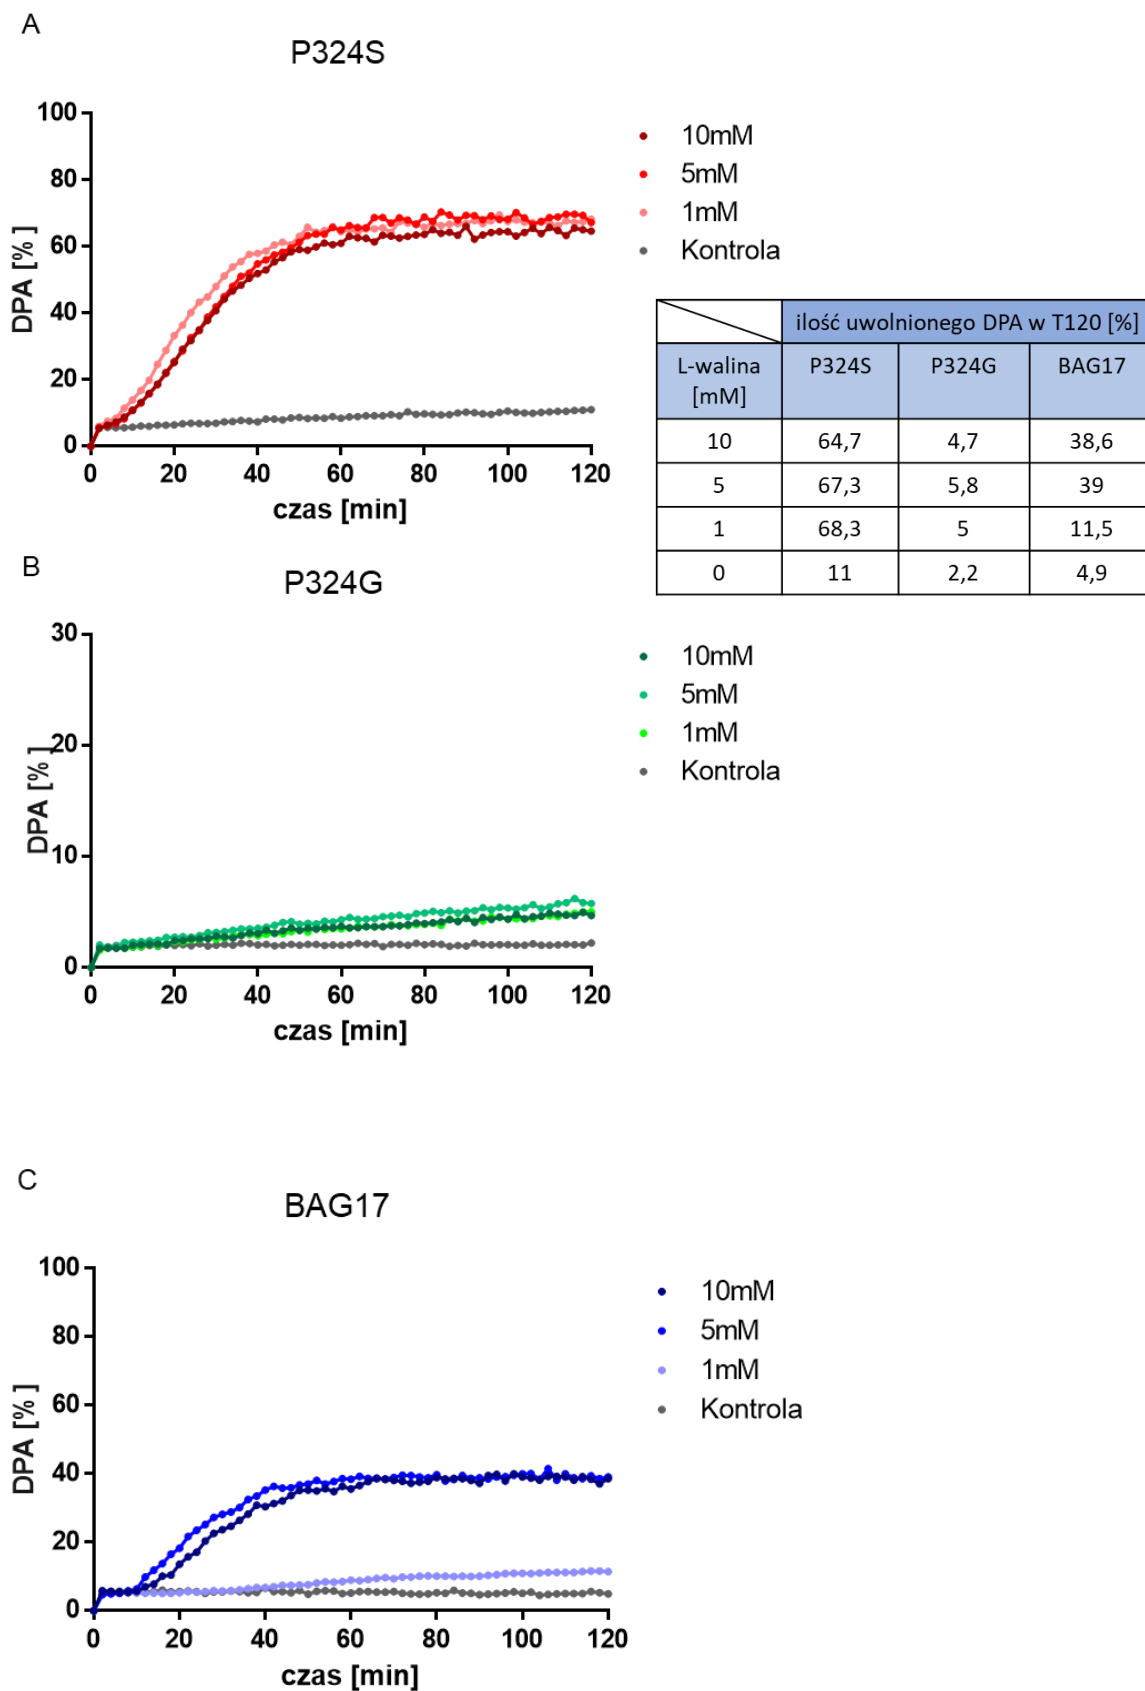 A
P324S
100
80
60
40
20
0
DPA [% ]
0 20 40 60 80 100 120
czas [min]
10mM
5mM
1mM
Kontrola
ilość uwolnionego DPA w T120 [%]
L-walina [mM] P324S P324G BAG17
10 64,7 4,7 38,6
5 67,3 5,8 39
1 68,3 5 11,5
0 11 2,2 4,9
B
P324G
30
20
10
0
DPA [% ]
0 20 40 60 80 100 120
czas [min]
10mM
5mM
1mM
Kontrola
C
BAG17
100
80
60
40
20
0
DPA [% ]
0 20 40 60 80 100 120
czas [min]
10mM
5mM
1mM
Kontrola